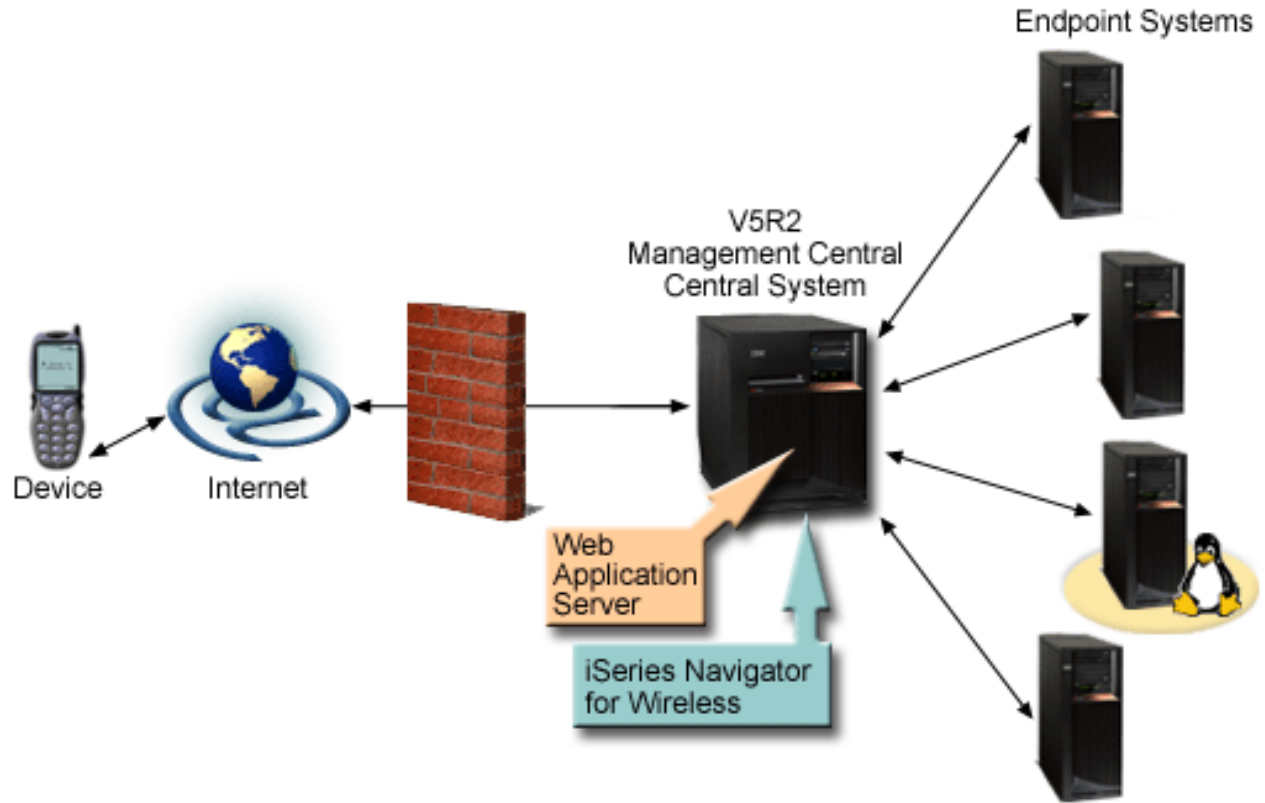 Endpoint Systems
V5R2
Management Central
Central System
Device
Internet
Web
Application
Server
iSeries Navigator
for Wireless